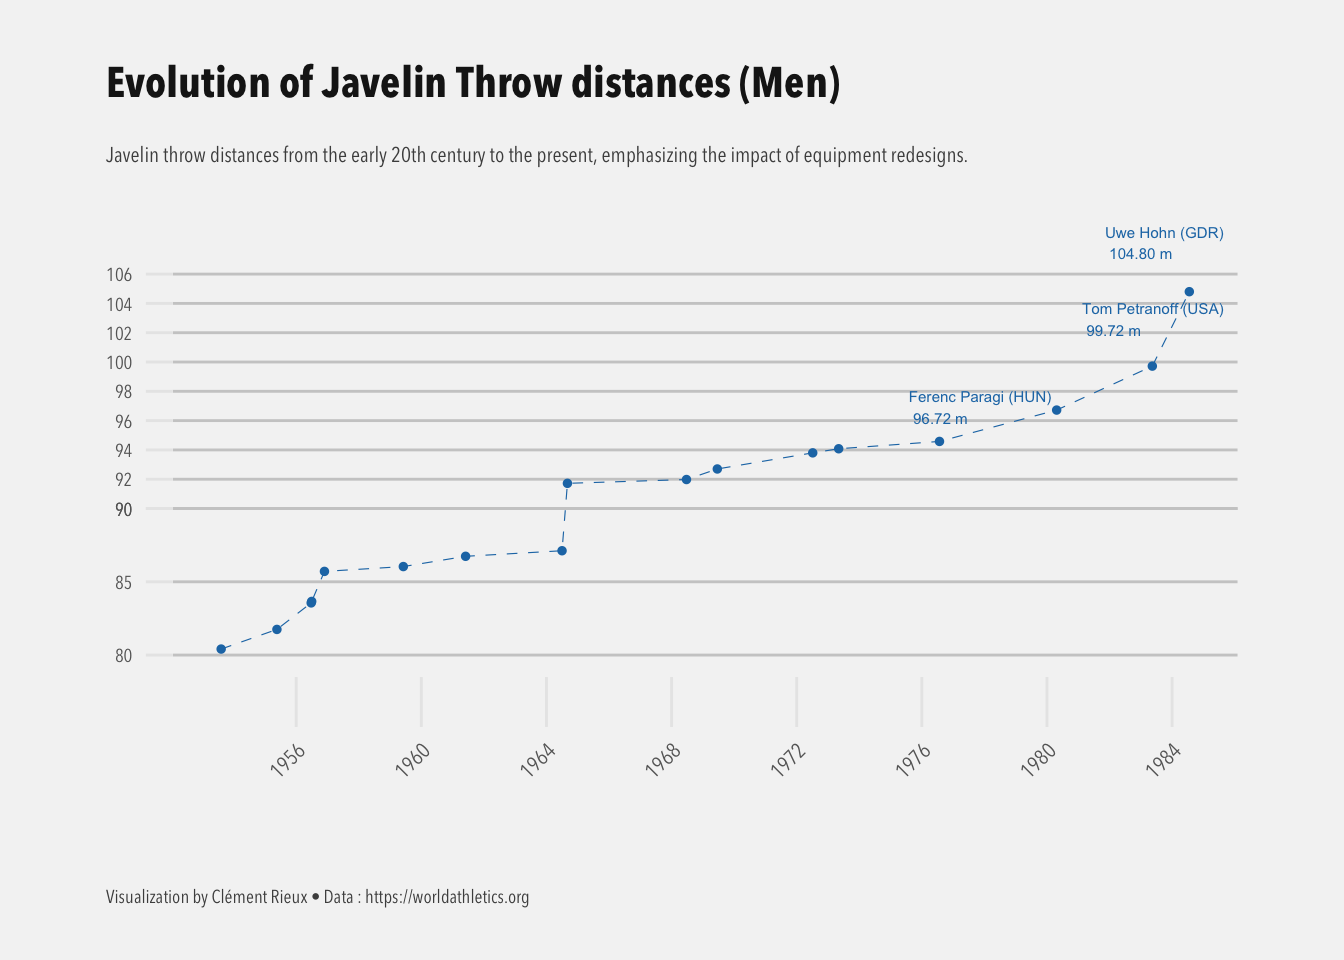 Evolution of Javelin Throw distances (Men)
Javelin throw distances from the early 20th century to the present, emphasizing the impact of equipment redesigns.
Uwe Hohn (GDR)
104.80 m
106
104
Tom Petranoff (USA)
102
99.72 m
100
98
Ferenc Paragi (HUN)
96
96.72 m
94
92
90
85
80
1956
1960
1964
1968
1972
1976
1980
1984
Visualization by Clément Rieux • Data : https://worldathletics.org